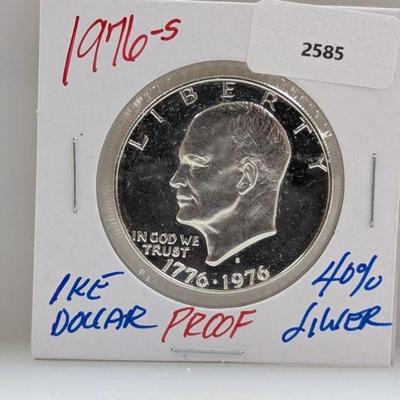 1976-S
2585
LIBERTY
IN GOD WE
TRUST
S
1776·1976
IKE
DOLLAR
PROOF
40%
SILVER